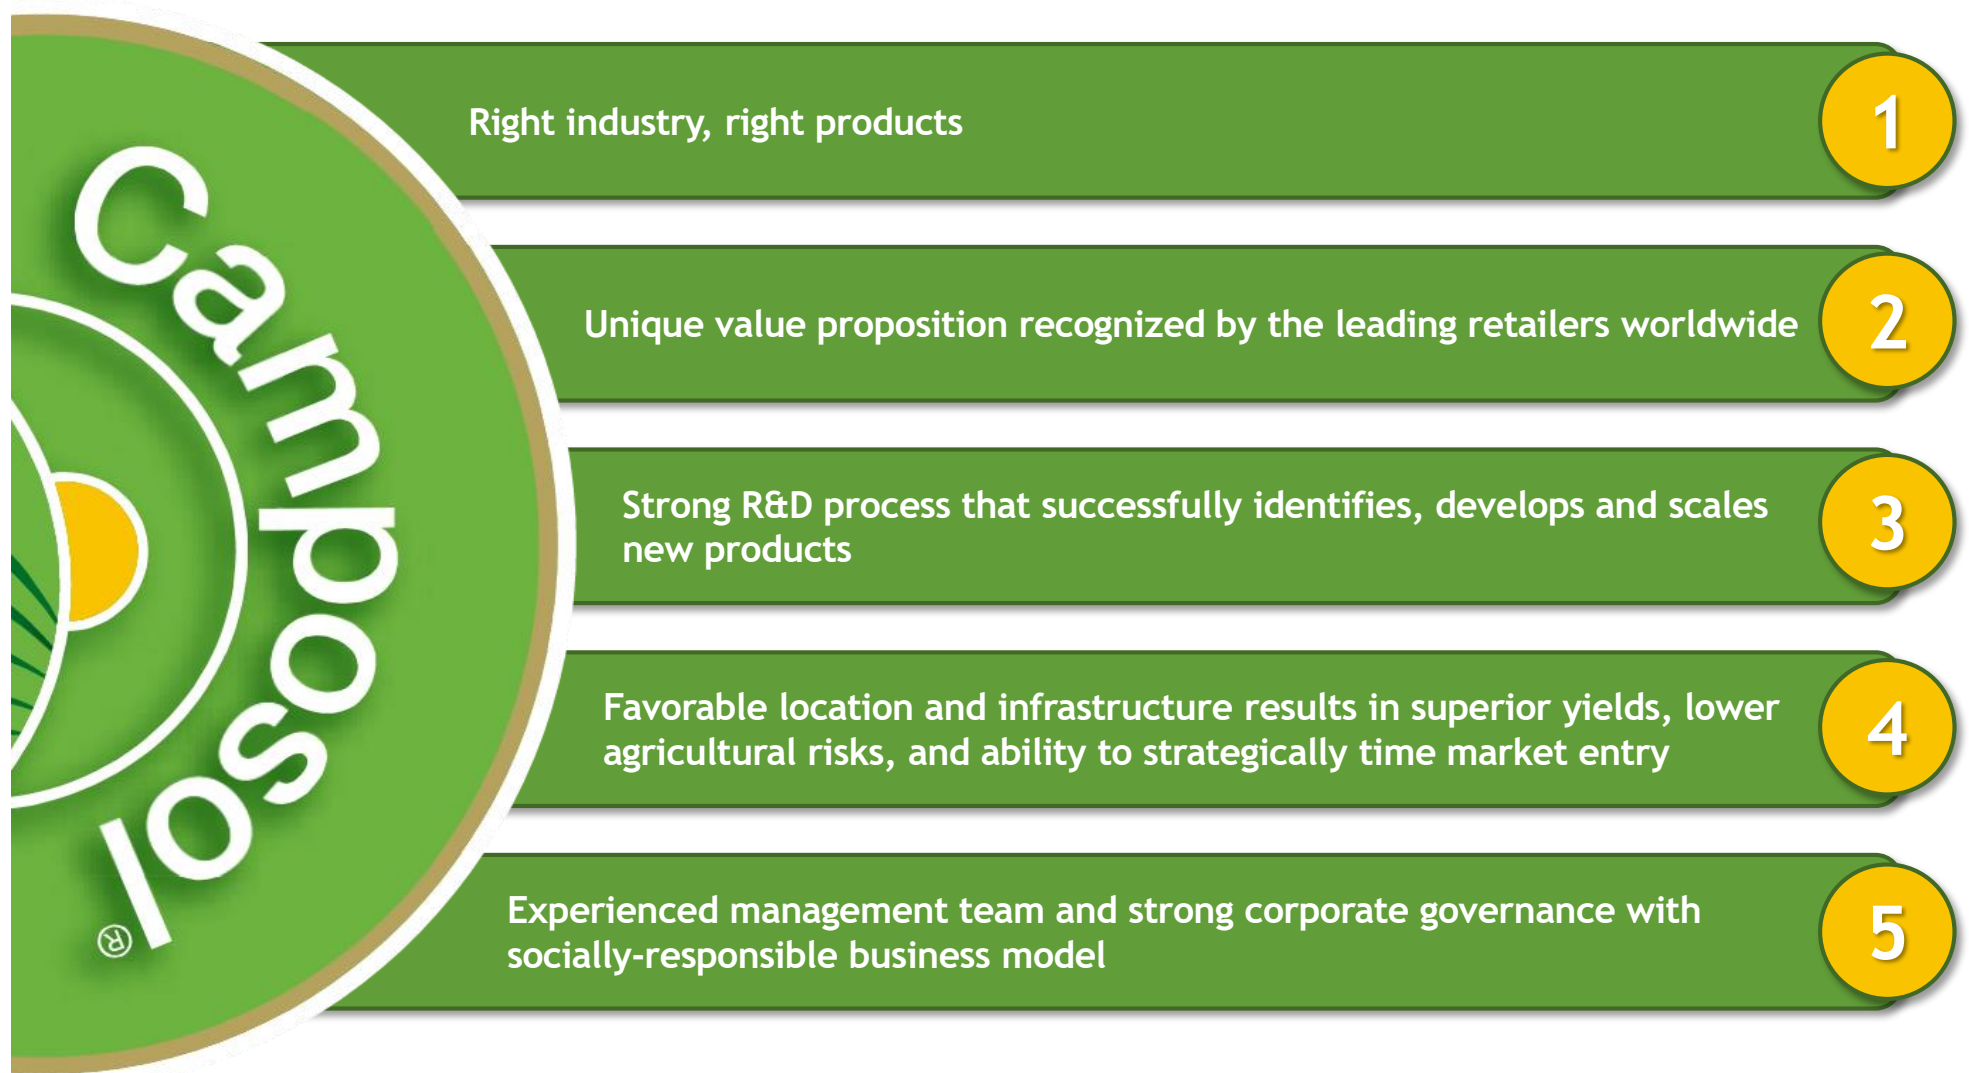 Camposol
®
Right industry, right products
1
Unique value proposition recognized by the leading retailers worldwide
2
Strong R&D process that successfully identifies, develops and scales
new products
3
Favorable location and infrastructure results in superior yields, lower
agricultural risks, and ability to strategically time market entry
4
Experienced management team and strong corporate governance with
socially-responsible business model
5